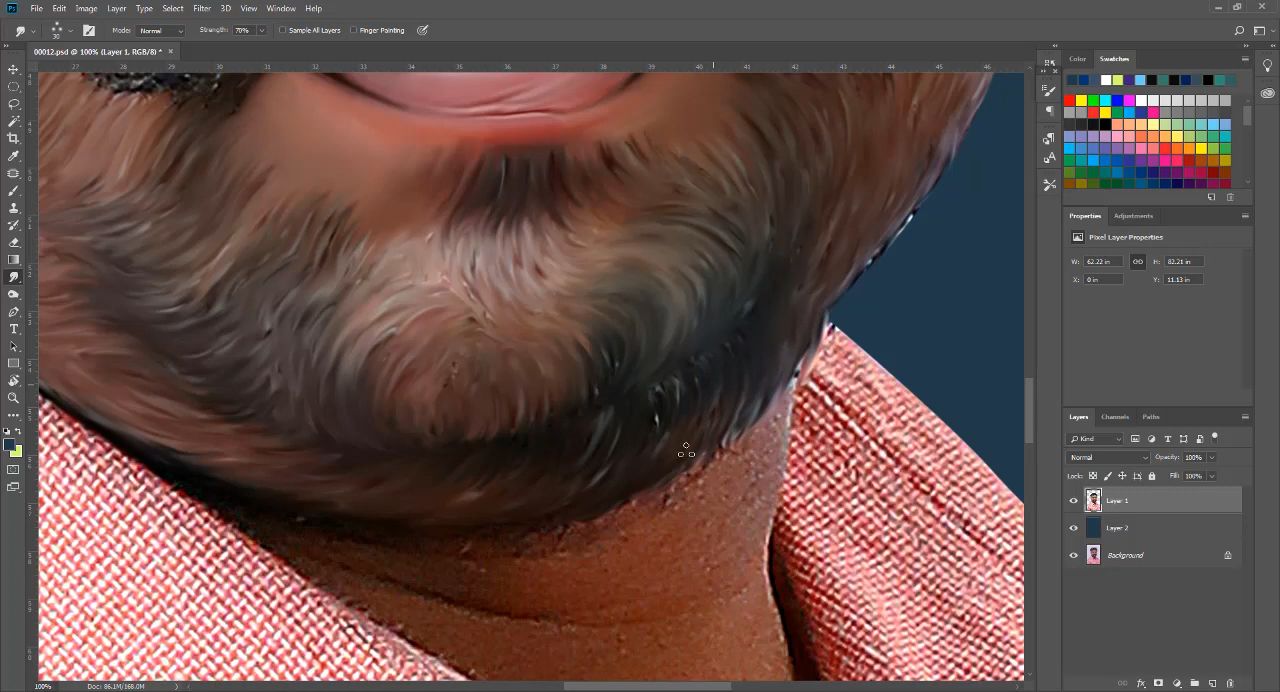 Ps File Edit Image Layer Type Select Filter 3D View Window Help
30 Mode: Normal Strength: 70% Sample All Layers Finger Painting
00012.psd @ 100% (Layer 1, RGB/8) * ×
27 28 29 30 31 32 33 34 35 36 37 38 39 40 41 42 43 44 45 46
Color Swatches
Properties Adjustments
Pixel Layer Properties
W: 62.22 in H: 82.21 in
X: 0 in Y: 11.13 in
Layers Channels Paths
Kind
Normal Opacity: 100%
Lock: Fill: 100%
Layer 1
Layer 2
Background
100% Doc: 86.1M/168.0M